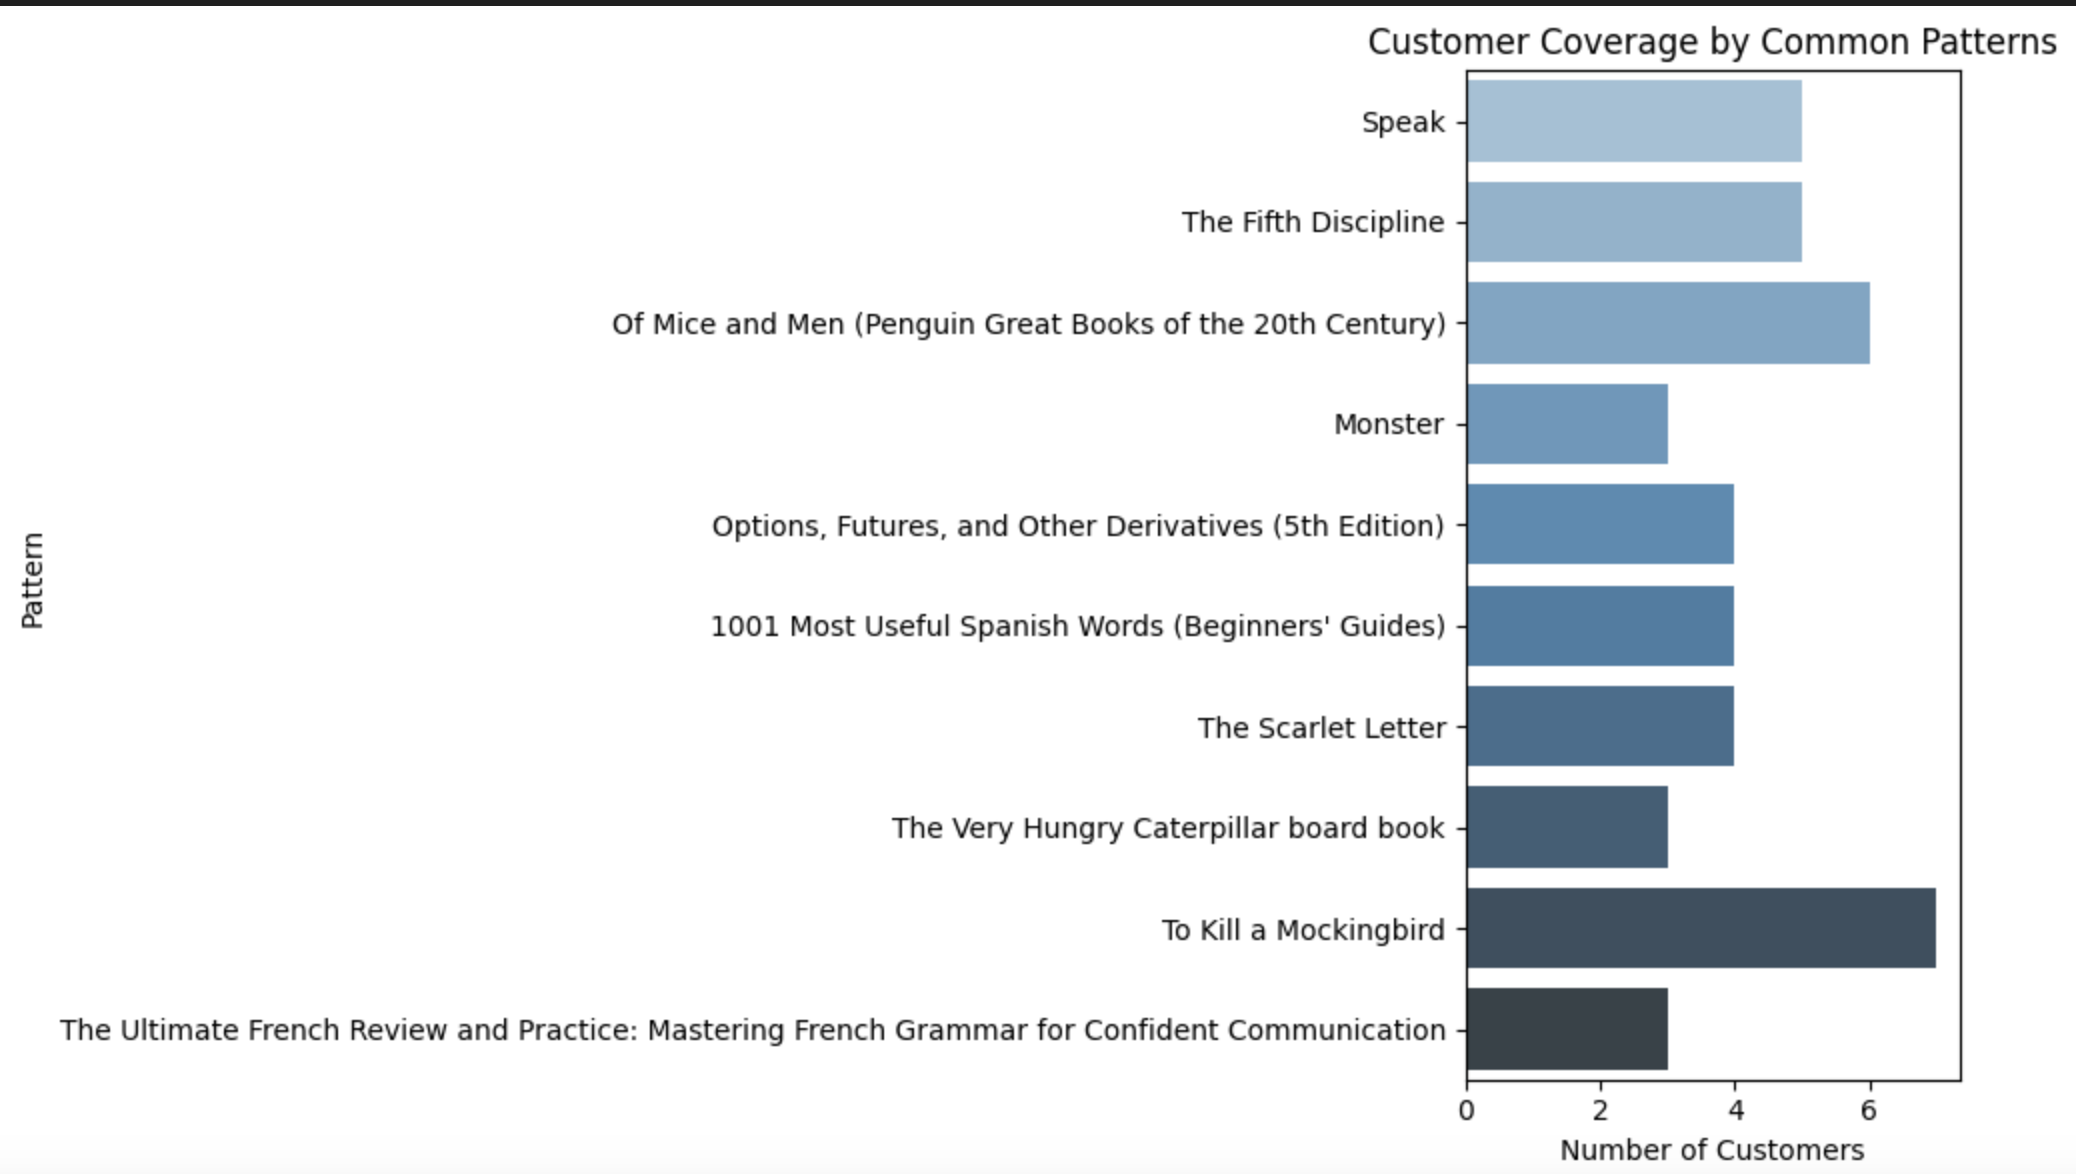 Customer Coverage by Common Patterns
Speak
The Fifth Discipline
Of Mice and Men (Penguin Great Books of the 20th Century)
Monster
Options, Futures, and Other Derivatives (5th Edition)
Pattern
1001 Most Useful Spanish Words (Beginners' Guides)
The Scarlet Letter
The Very Hungry Caterpillar board book
To Kill a Mockingbird
The Ultimate French Review and Practice: Mastering French Grammar for Confident Communication
0 2 4 6
Number of Customers